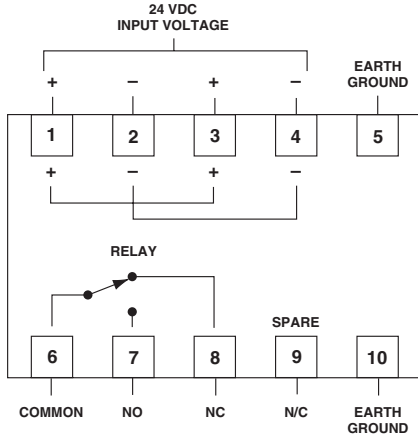 24 VDC
INPUT VOLTAGE
EARTH
GROUND
+ – + –
1 2 3 4 5
+ – + –
RELAY
SPARE
6 7 8 9 10
COMMON NO NC N/C EARTH
GROUND